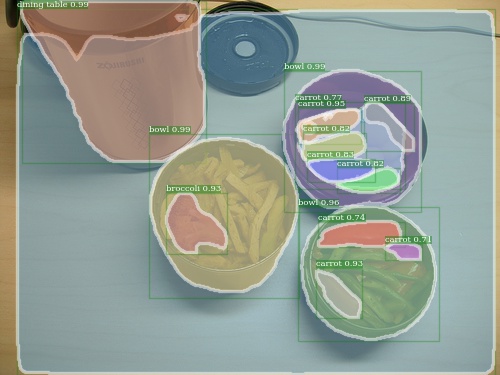 dining table 0.99
bowl 0.99
carrot 0.77
carrot 0.95
carrot 0.89
bowl 0.99
carrot 0.82
carrot 0.83
carrot 0.82
broccoli 0.93
bowl 0.96
carrot 0.74
carrot 0.71
carrot 0.93